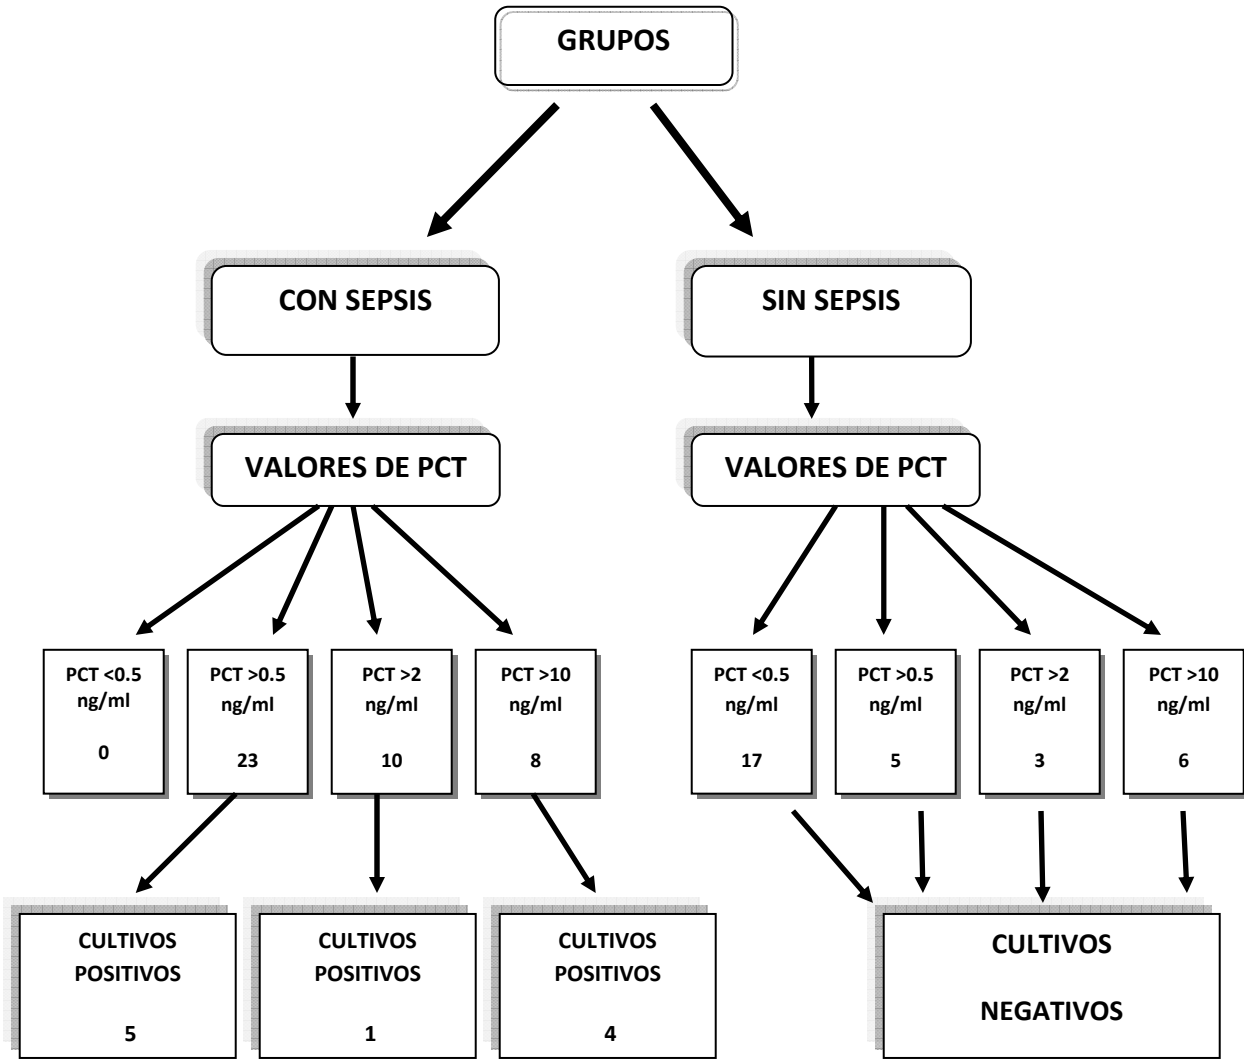 GRUPOS
CON SEPSIS
SIN SEPSIS
VALORES DE PCT
VALORES DE PCT
PCT <0.5
ng/ml
0
PCT >0.5
ng/ml
23
PCT >2
ng/ml
10
PCT >10
ng/ml
8
PCT <0.5
ng/ml
17
PCT >0.5
ng/ml
5
PCT >2
ng/ml
3
PCT >10
ng/ml
6
CULTIVOS
POSITIVOS
5
CULTIVOS
POSITIVOS
1
CULTIVOS
POSITIVOS
4
CULTIVOS
NEGATIVOS